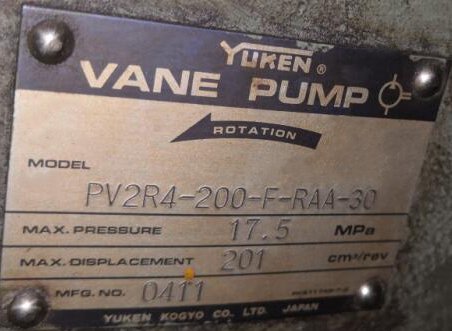 YUKEN ®
VANE PUMP
ROTATION
MODEL
PV2R4-200-F-RAA-30
MAX. PRESSURE 17.5 MPa
MAX. DISPLACEMENT 201 cm³/rev
MFG. NO. 0411
YUKEN KOGYO CO. LTD. JAPAN